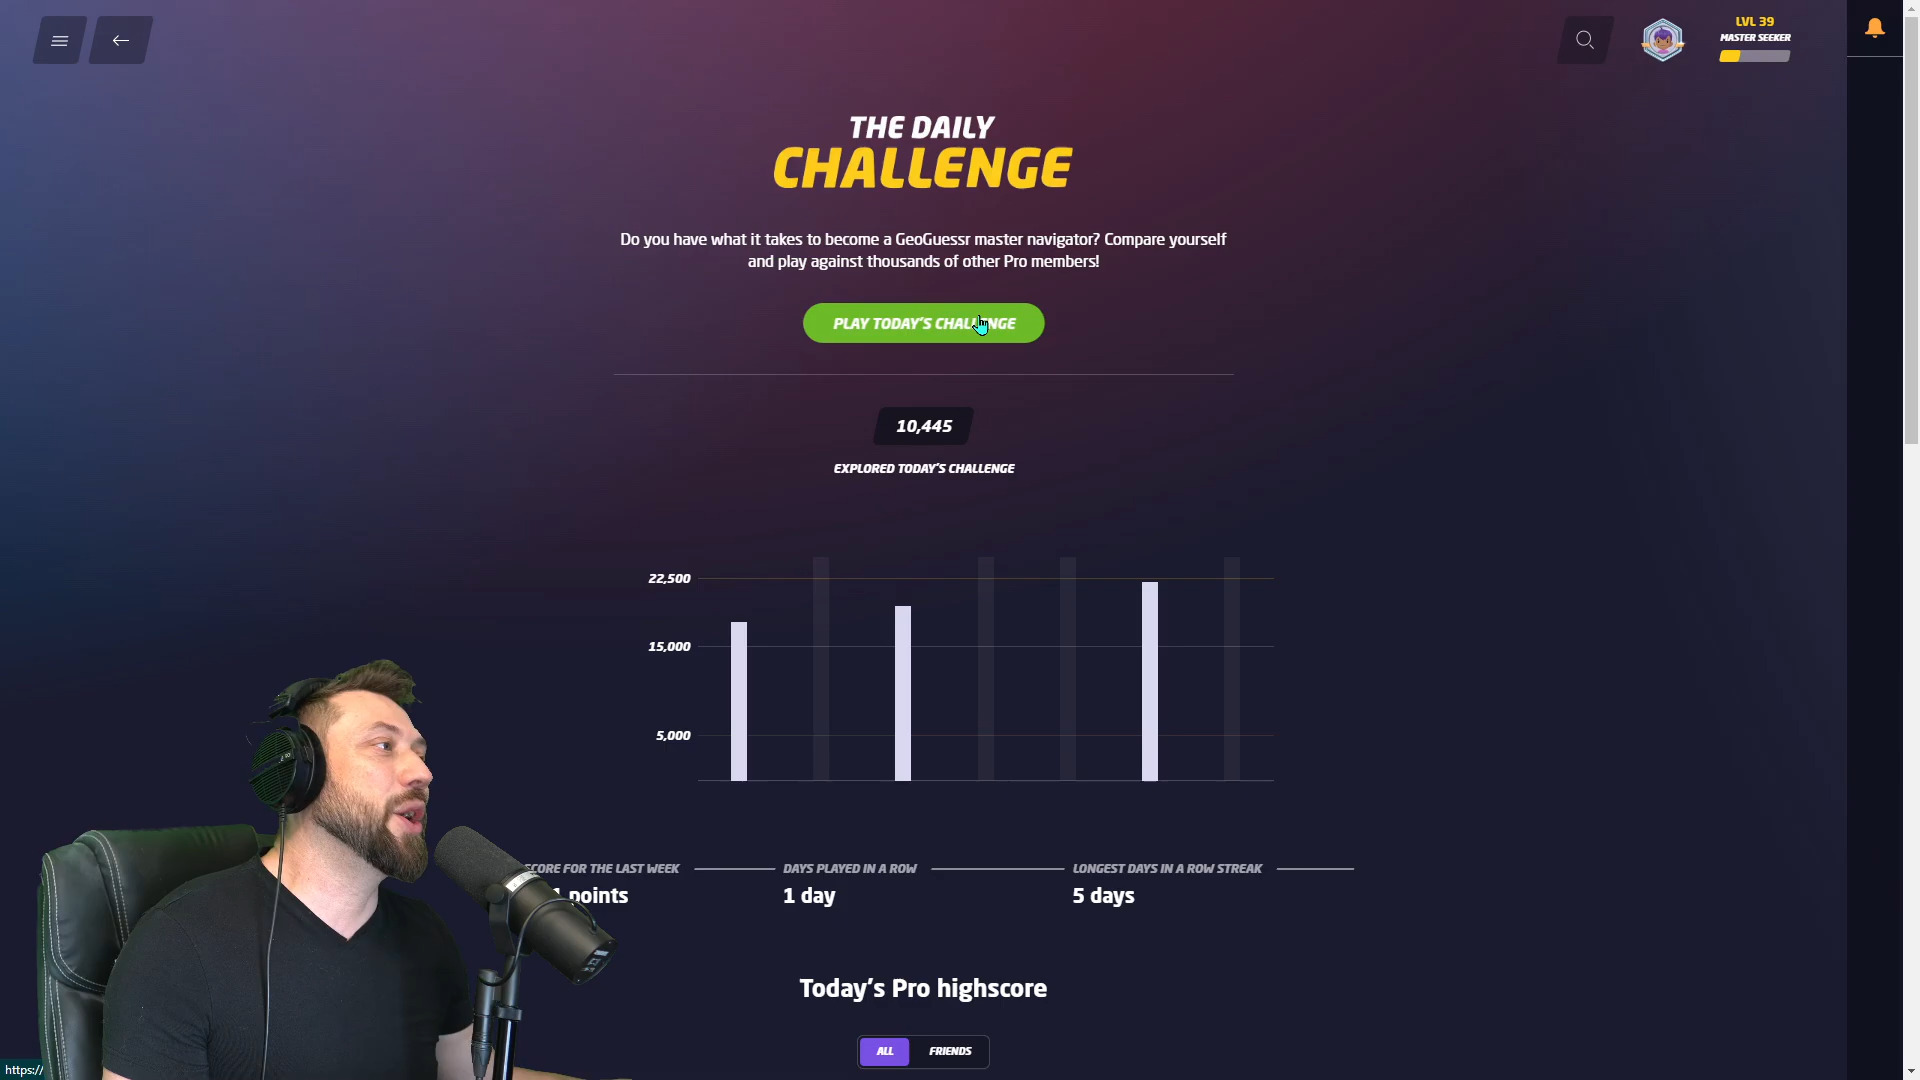 LVL 39
MASTER SEEKER
THE DAILY
CHALLENGE
Do you have what it takes to become a GeoGuessr master navigator? Compare yourself
and play against thousands of other Pro members!
PLAY TODAY'S CHALLENGE
10,445
EXPLORED TODAY'S CHALLENGE
22,500
15,000
5,000
SCORE FOR THE LAST WEEK
points
DAYS PLAYED IN A ROW
1 day
LONGEST DAYS IN A ROW STREAK
5 days
Today's Pro highscore
ALL
FRIENDS
https://